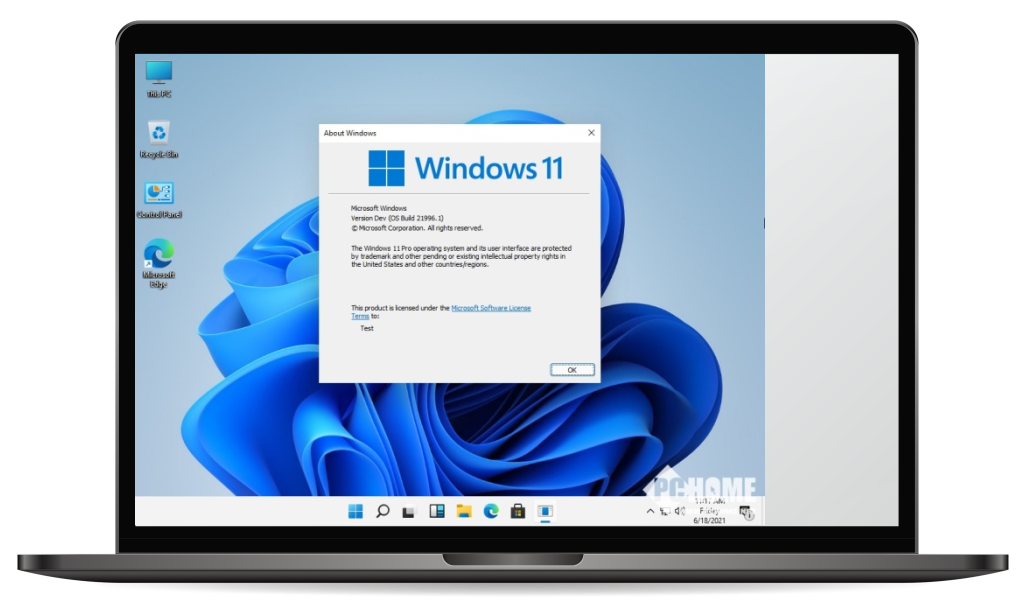 This PC
Recycle Bin
Control Panel
Microsoft
Edge
About Windows
Windows 11
Microsoft Windows
Version Dev (OS Build 21996.1)
© Microsoft Corporation. All rights reserved.
The Windows 11 Pro operating system and its user interface are protected
by trademark and other pending or existing intellectual property rights in
the United States and other countries/regions.
This product is licensed under the Microsoft Software License
Terms to:
Test
OK
PCHOME
11:17 AM
Friday
6/18/2021